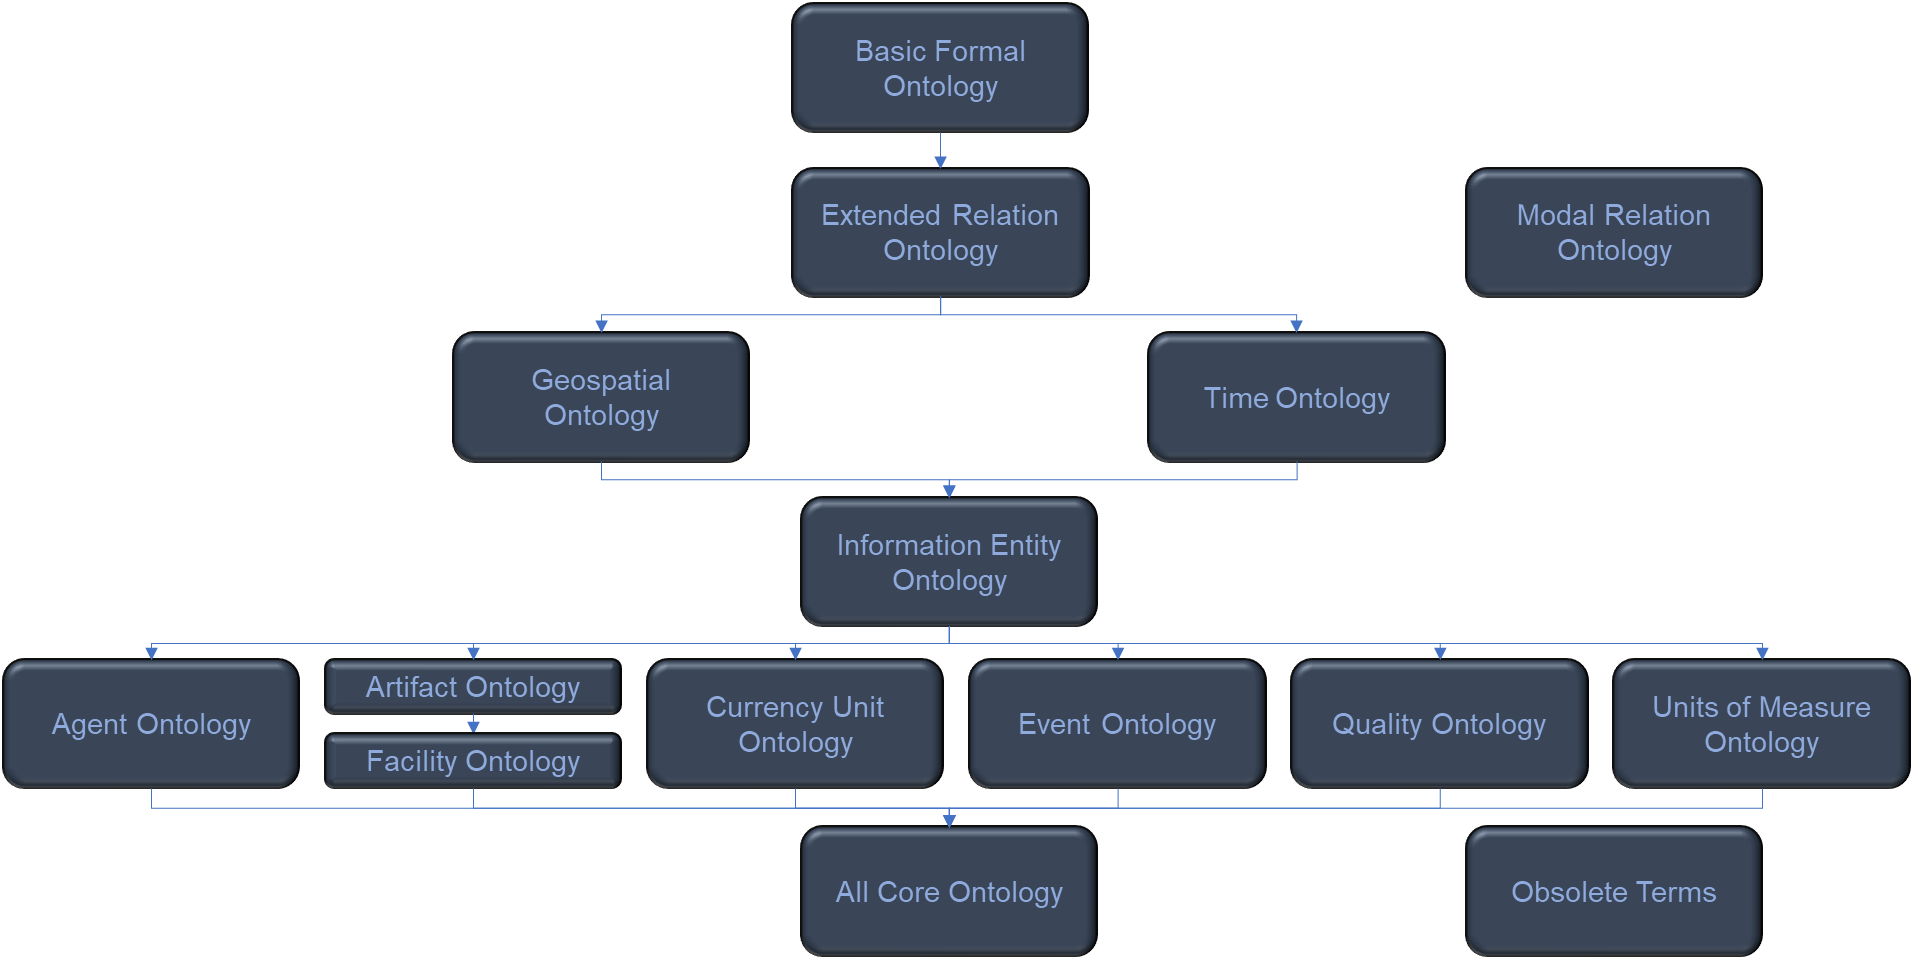 Basic Formal
Ontology
Extended Relation
Ontology
Modal Relation
Ontology
Geospatial
Ontology
Time Ontology
Information Entity
Ontology
Agent Ontology
Artifact Ontology
Facility Ontology
Currency Unit
Ontology
Event Ontology
Quality Ontology
Units of Measure
Ontology
All Core Ontology
Obsolete Terms